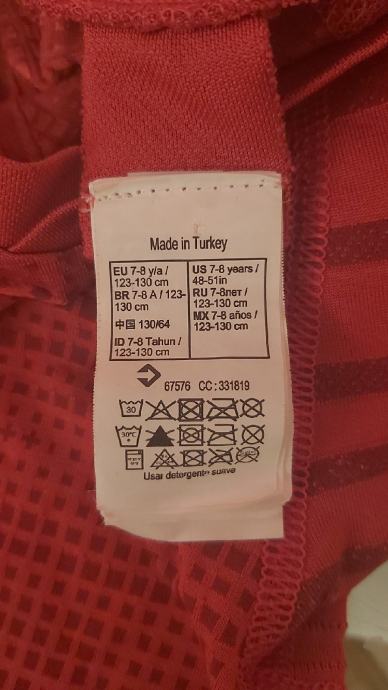 Made in Turkey
EU 7-8 y/a /
123-130 cm
BR 7-8 A / 123-
130 cm
中国 130/64
ID 7-8 Tahun /
123-130 cm
US 7-8 years /
48-51in
RU 7-8лет /
123-130 cm
MX 7-8 años /
123-130 cm
67576 CC:331819
30
30°C
Usar detergente suave